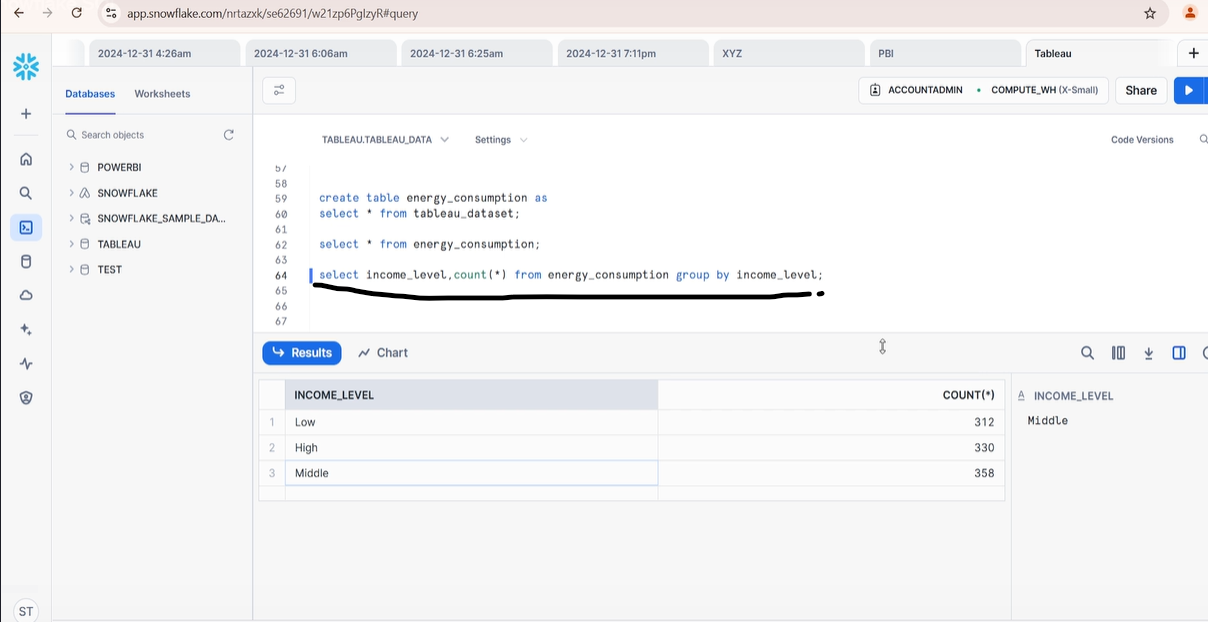 app.snowflake.com/nrtazxk/se62691/w21zp6PglzyR#query
2024-12-31 4:26am
2024-12-31 6:06am
2024-12-31 6:25am
2024-12-31 7:11pm
XYZ
PBI
Tableau
Databases
Worksheets
ACCOUNTADMIN
COMPUTE_WH (X-Small)
Share
Search objects
TABLEAU.TABLEAU_DATA
Settings
Code Versions
POWERBI
SNOWFLAKE
SNOWFLAKE_SAMPLE_DA...
TABLEAU
TEST
57
58
59 create table energy_consumption as
60 select * from tableau_dataset;
61
62 select * from energy_consumption;
63
64 select income_level,count(*) from energy_consumption group by income_level;
65
66
67
Results
Chart
INCOME_LEVEL COUNT(*)
1 Low 312
2 High 330
3 Middle 358
A INCOME_LEVEL
Middle
ST